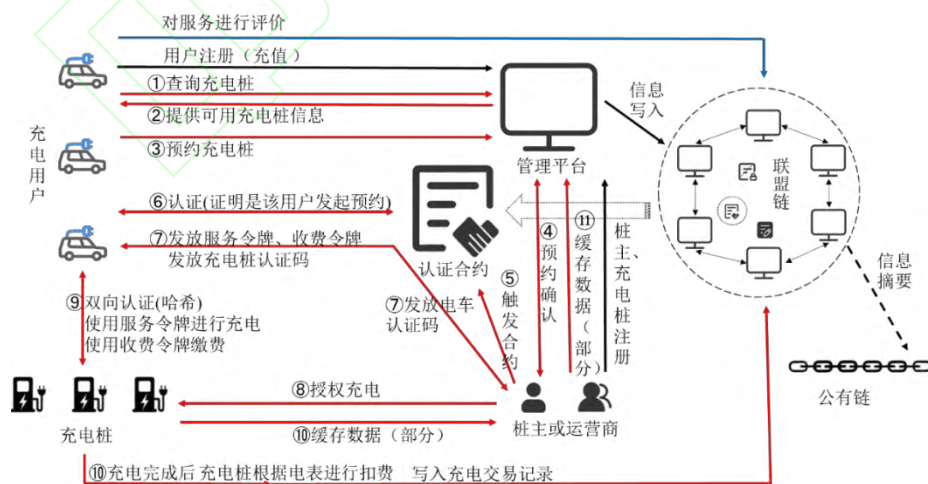 对服务进行评价
用户注册（充值）
①查询充电桩
②提供可用充电桩信息
③预约充电桩
充电用户
管理平台
信息
写入
联盟链
⑥认证(证明是该用户发起预约)
⑦发放服务令牌、收费令牌
发放充电桩认证码
认证合约
④预约确认
⑪缓存数据（部分）
桩主、充电桩注册
⑤触发合约
⑦发放电车
认证码
信息
摘要
⑨双向认证(哈希)
使用服务令牌进行充电
使用收费令牌缴费
⑧授权充电
公有链
充电桩
⑩缓存数据（部分）
桩主或运营商
⑩充电完成后充电桩根据电表进行扣费 写入充电交易记录